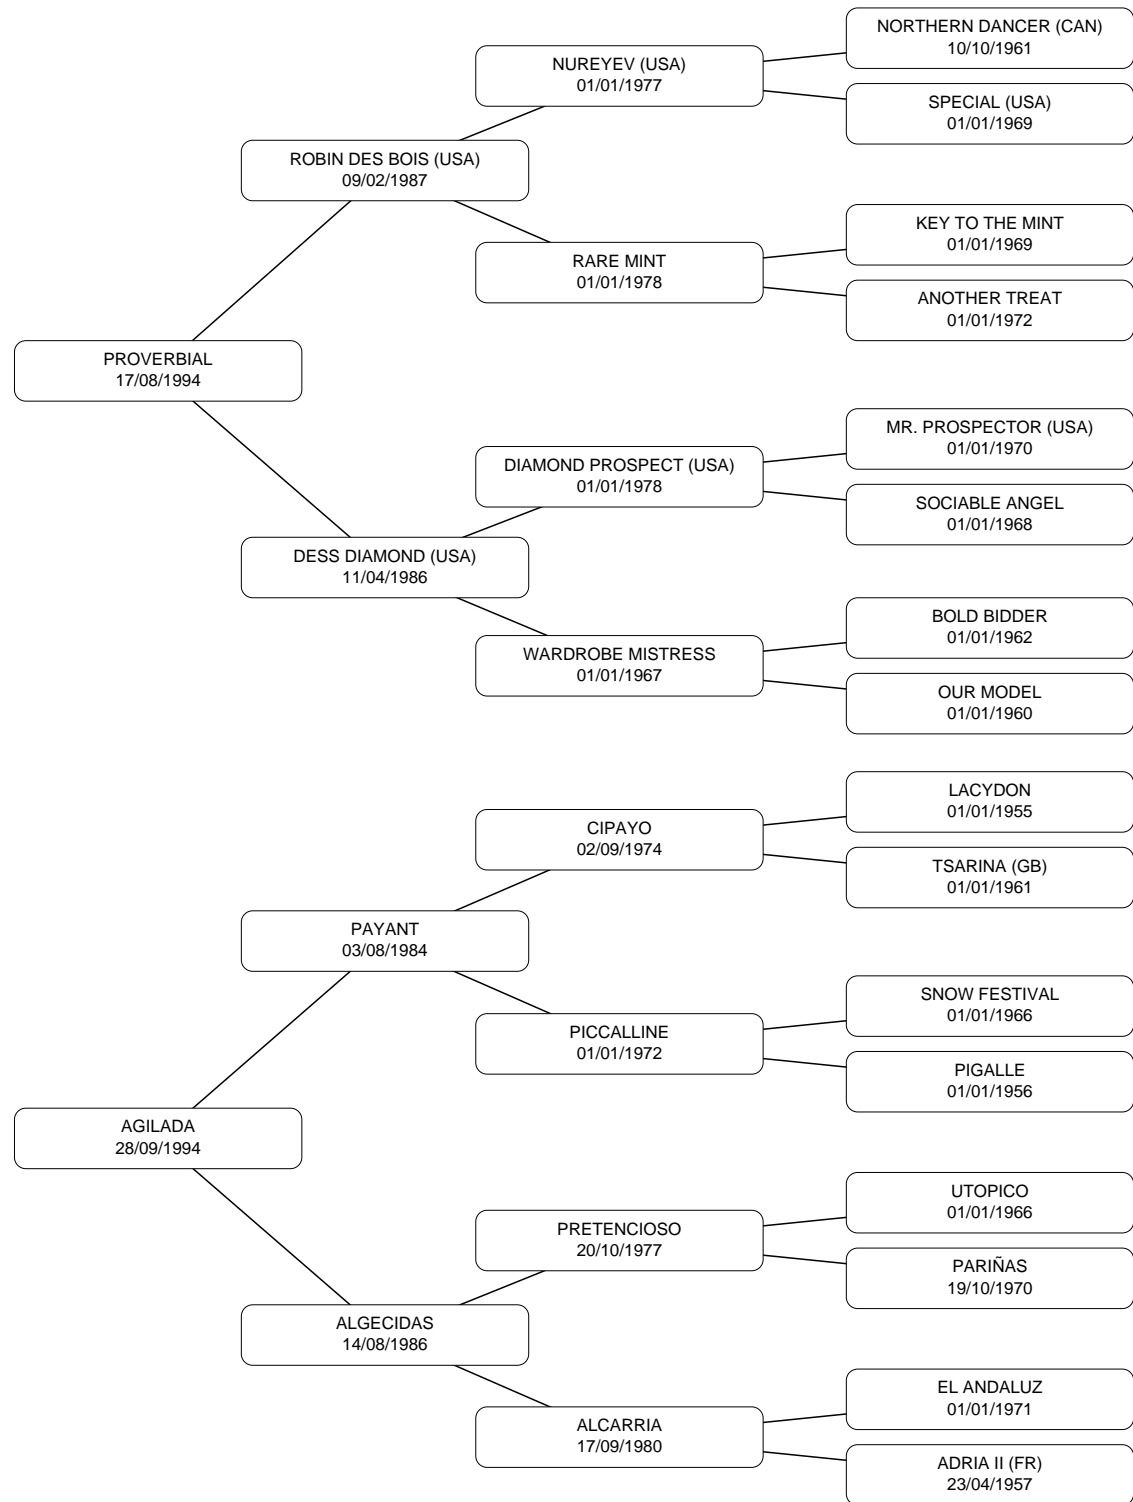 NORTHERN DANCER (CAN)
10/10/1961
NUREYEV (USA)
01/01/1977
SPECIAL (USA)
01/01/1969
ROBIN DES BOIS (USA)
09/02/1987
KEY TO THE MINT
01/01/1969
RARE MINT
01/01/1978
ANOTHER TREAT
01/01/1972
PROVERBIAL
17/08/1994
MR. PROSPECTOR (USA)
01/01/1970
DIAMOND PROSPECT (USA)
01/01/1978
SOCIABLE ANGEL
01/01/1968
DESS DIAMOND (USA)
11/04/1986
BOLD BIDDER
01/01/1962
WARDROBE MISTRESS
01/01/1967
OUR MODEL
01/01/1960
LACYDON
01/01/1955
CIPAYO
02/09/1974
TSARINA (GB)
01/01/1961
PAYANT
03/08/1984
SNOW FESTIVAL
01/01/1966
PICCALLINE
01/01/1972
PIGALLE
01/01/1956
AGILADA
28/09/1994
UTOPICO
01/01/1966
PRETENCIOSO
20/10/1977
PARIÑAS
19/10/1970
ALGECIDAS
14/08/1986
EL ANDALUZ
01/01/1971
ALCARRIA
17/09/1980
ADRIA II (FR)
23/04/1957